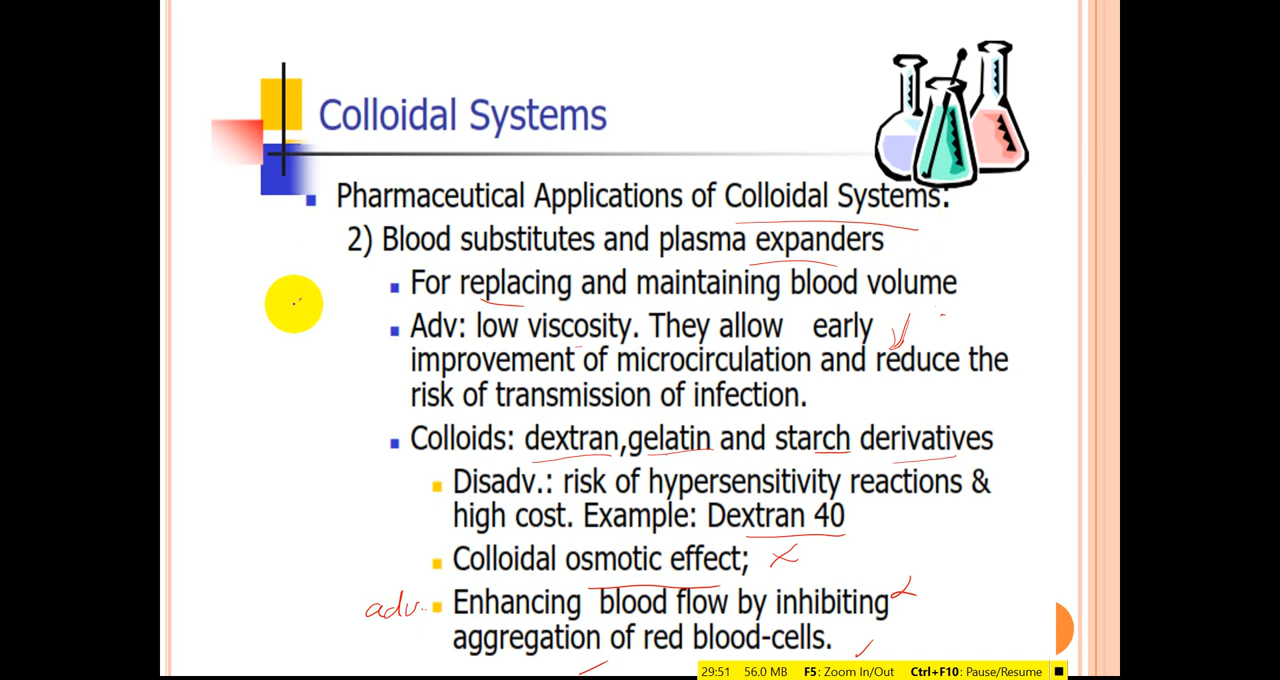 Colloidal Systems
Pharmaceutical Applications of Colloidal Systems:
2) Blood substitutes and plasma expanders
For replacing and maintaining blood volume
Adv: low viscosity. They allow early
improvement of microcirculation and reduce the
risk of transmission of infection.
Colloids: dextran,gelatin and starch derivatives
Disadv.: risk of hypersensitivity reactions &
high cost. Example: Dextran 40
Colloidal osmotic effect;
adv.. Enhancing blood flow by inhibiting
aggregation of red blood-cells.
29:51 56.0 MB F5: Zoom In/Out Ctrl+F10: Pause/Resume